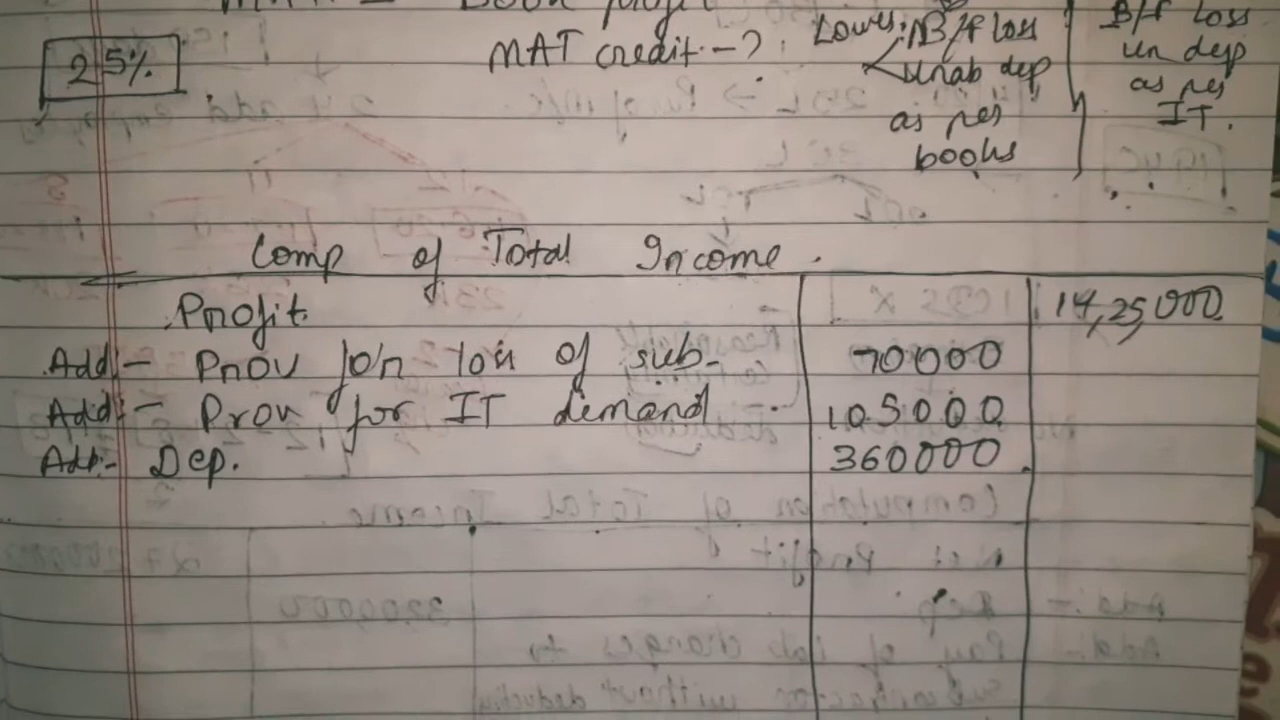 Book profit
25%
MAT credit - ?
Lower: B/f loss
unab dep
as per
books
B/f Loss
un dep
as per
IT.
Comp of Total Income.
Profit. 14,25,000
Add:- Prov for loss of sub- 70000
Add:- Prov for IT demand - 105000
Add:- Dep. 360000